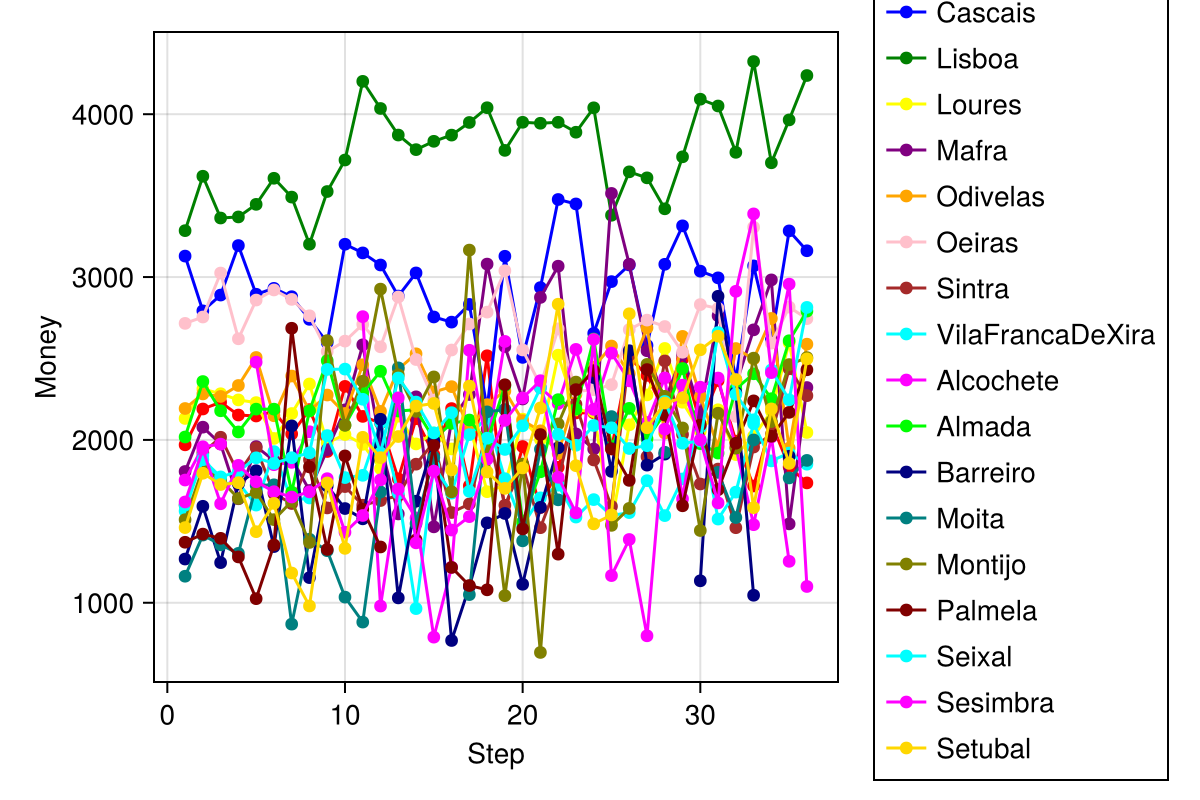 Money
4000
3000
2000
1000
0
10
20
30
Step
Cascais
Lisboa
Loures
Mafra
Odivelas
Oeiras
Sintra
VilaFrancaDeXira
Alcochete
Almada
Barreiro
Moita
Montijo
Palmela
Seixal
Sesimbra
Setubal